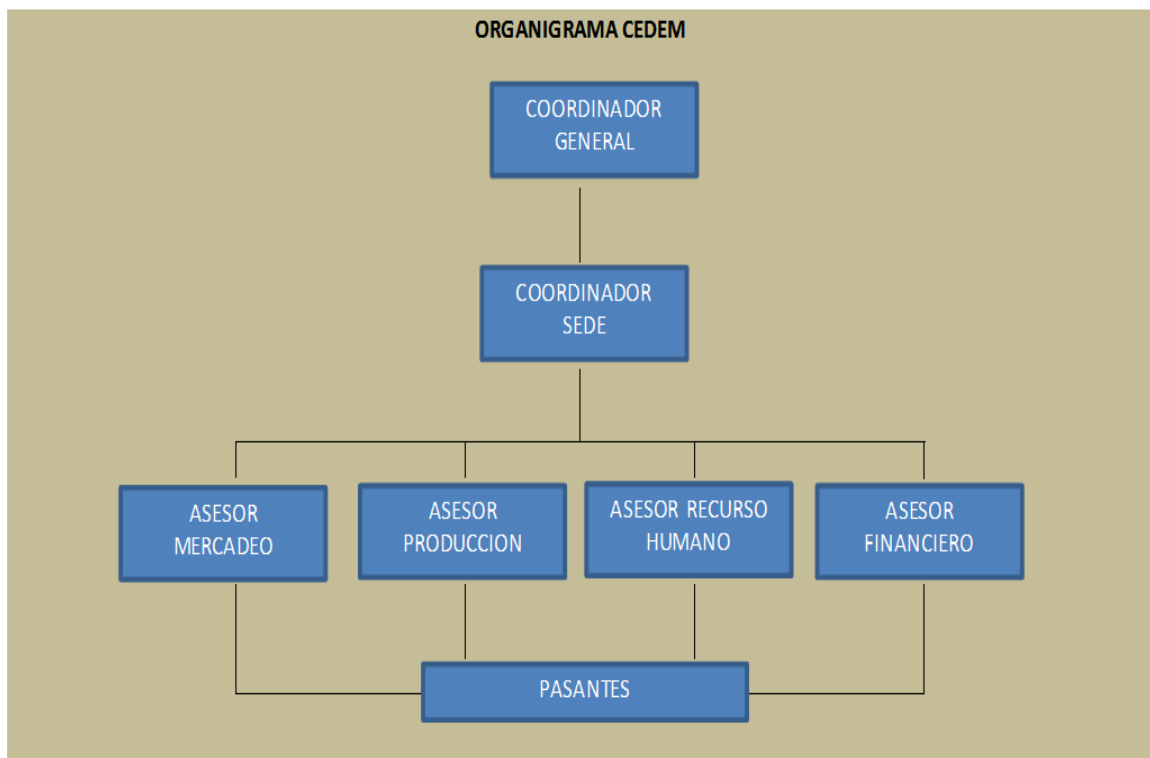 ORGANIGRAMA CEDEM
COORDINADOR
GENERAL
COORDINADOR
SEDE
ASESOR
MERCADEO
ASESOR
PRODUCCION
ASESOR RECURSO
HUMANO
ASESOR
FINANCIERO
PASANTES